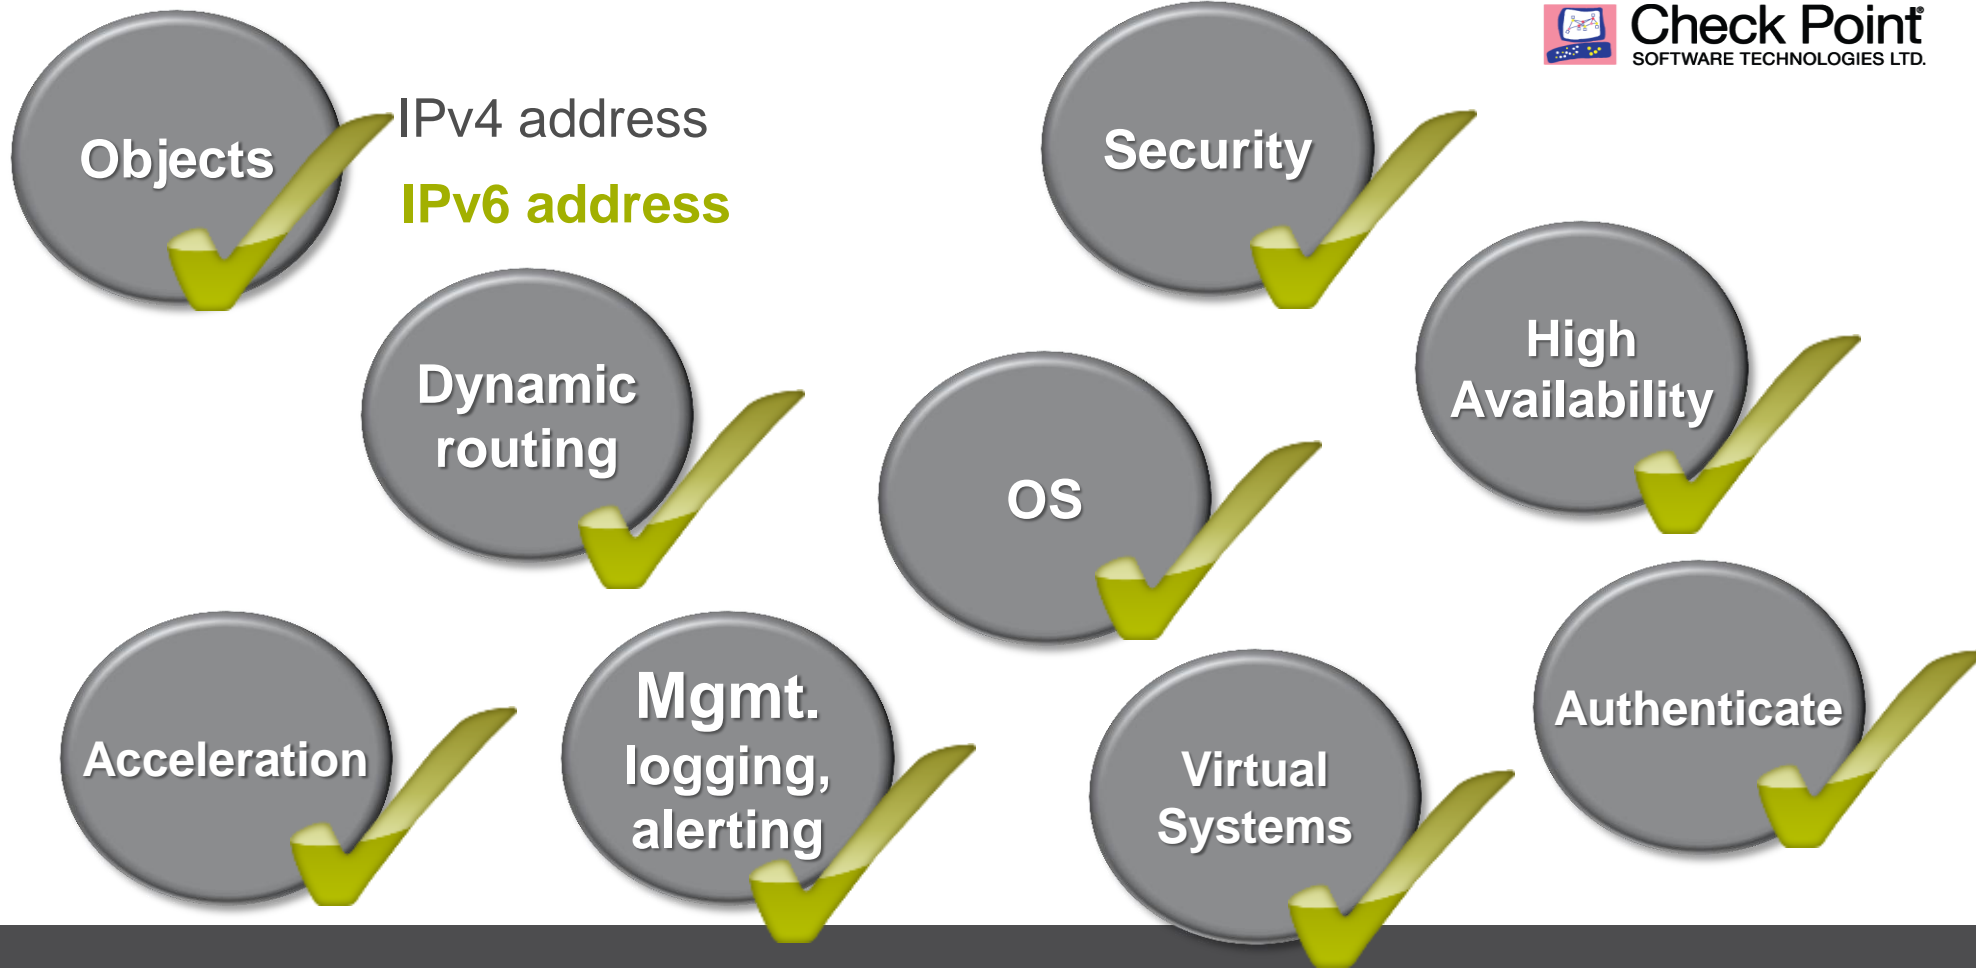 Check Point
SOFTWARE TECHNOLOGIES LTD.
Objects
IPv4 address
IPv6 address
Security
Dynamic
routing
High
Availability
OS
Acceleration
Mgmt.
logging,
alerting
Virtual
Systems
Authenticate